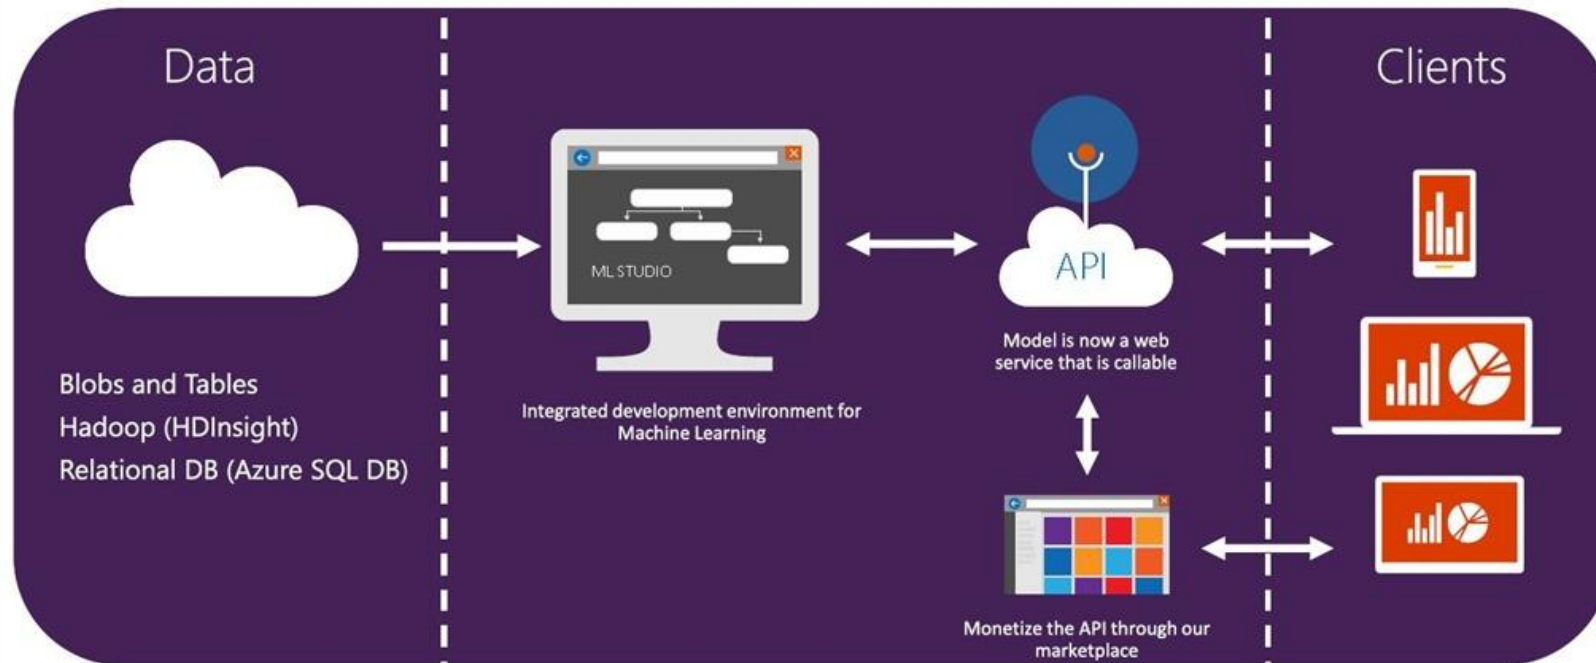 Data
Clients
ML STUDIO
API
Model is now a web
service that is callable
Blobs and Tables
Hadoop (HDInsight)
Relational DB (Azure SQL DB)
Integrated development environment for
Machine Learning
Monetize the API through our
marketplace